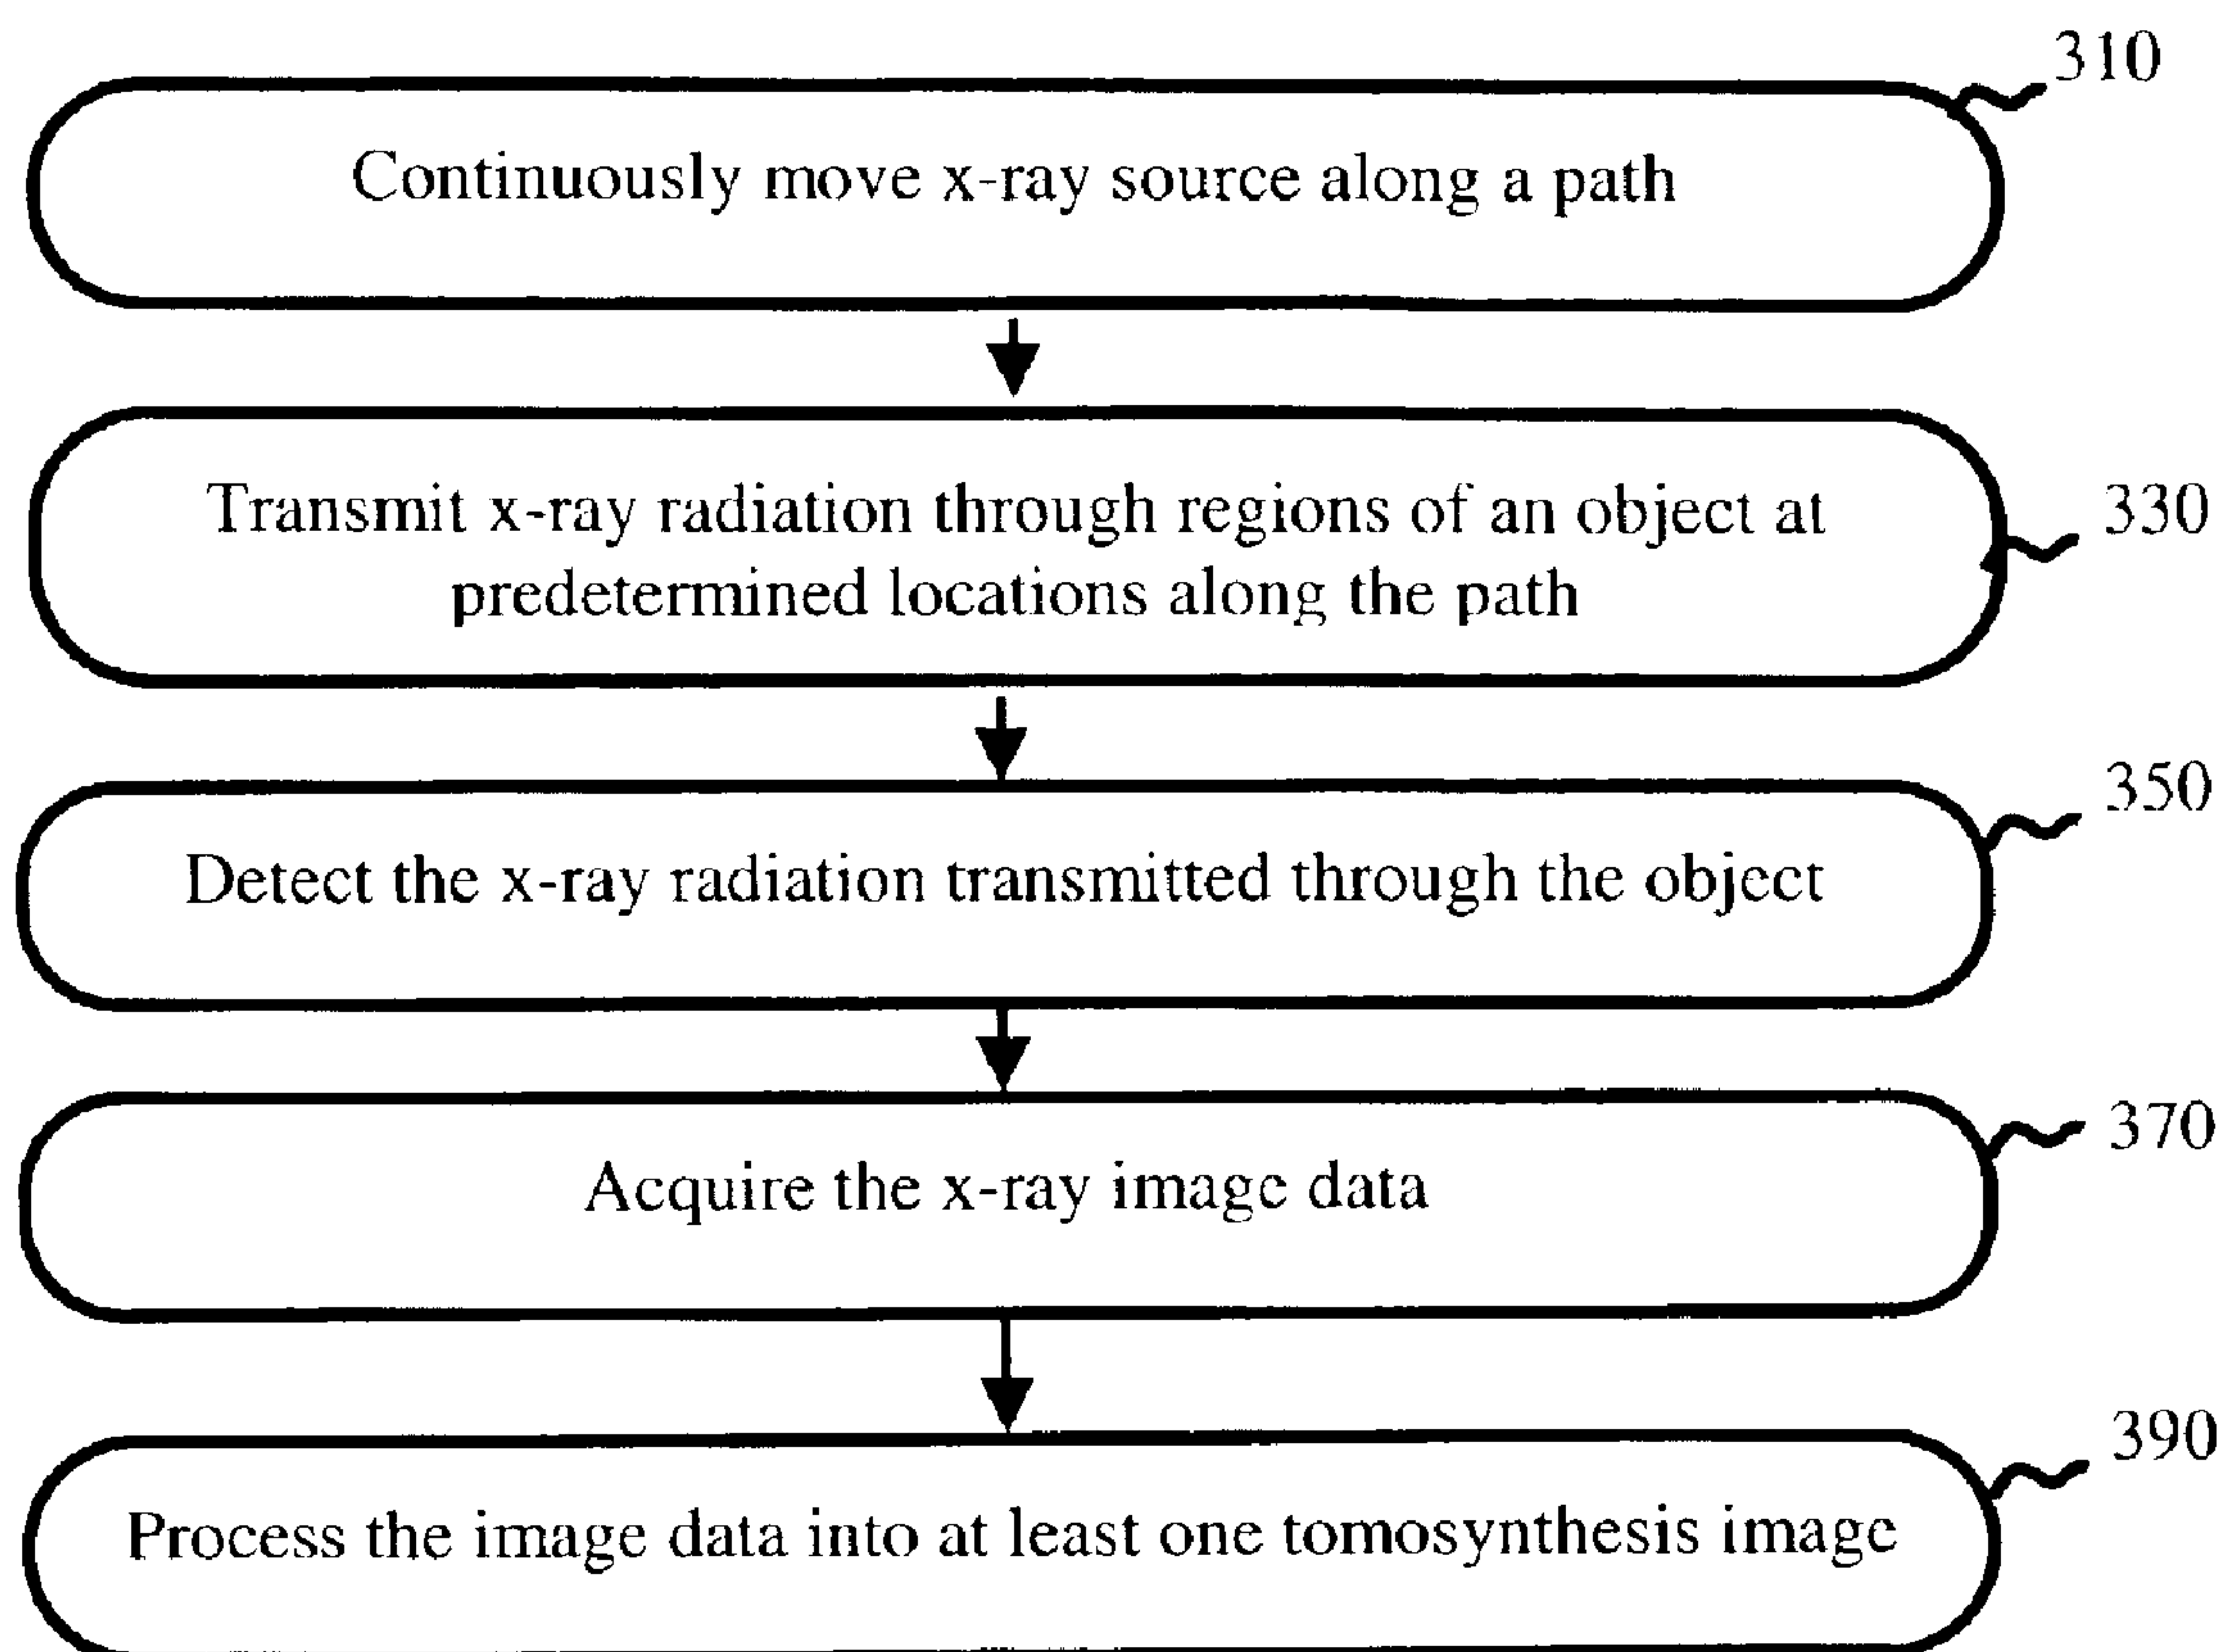 310
Continuously move x-ray source along a path
Transmit x-ray radiation through regions of an object at
predetermined locations along the path
330
350
Detect the x-ray radiation transmitted through the object
370
Acquire the x-ray image data
390
Process the image data into at least one tomosynthesis image